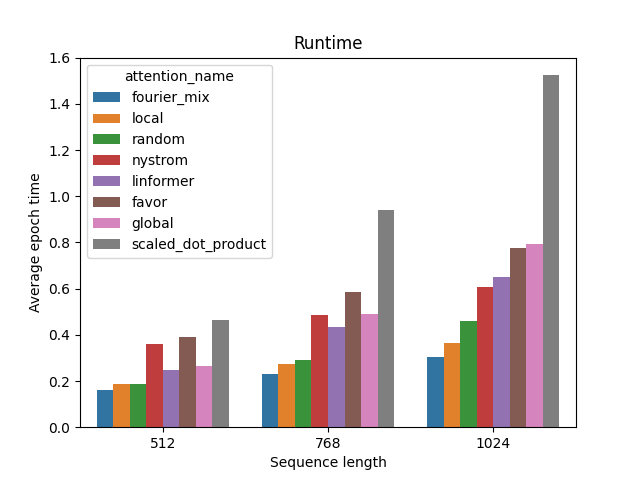 Runtime
Average epoch time
1.6
1.4
1.2
1.0
0.8
0.6
0.4
0.2
0.0
attention_name
fourier_mix
local
random
nystrom
linformer
favor
global
scaled_dot_product
512
768
1024
Sequence length